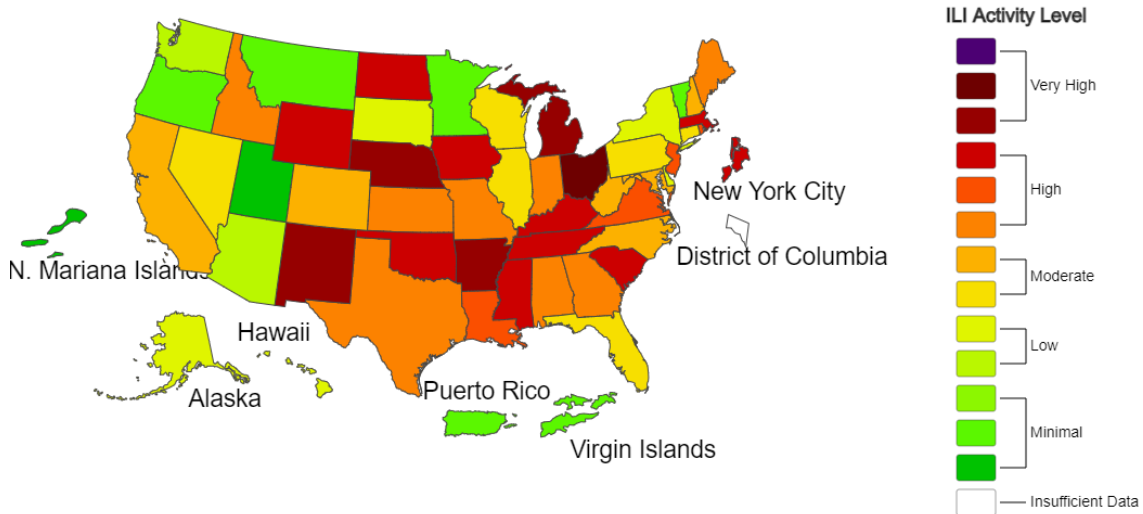 ILI Activity Level
Very High
High
Moderate
Low
Minimal
Insufficient Data
New York City
District of Columbia
N. Mariana Islands
Hawaii
Alaska
Puerto Rico
Virgin Islands